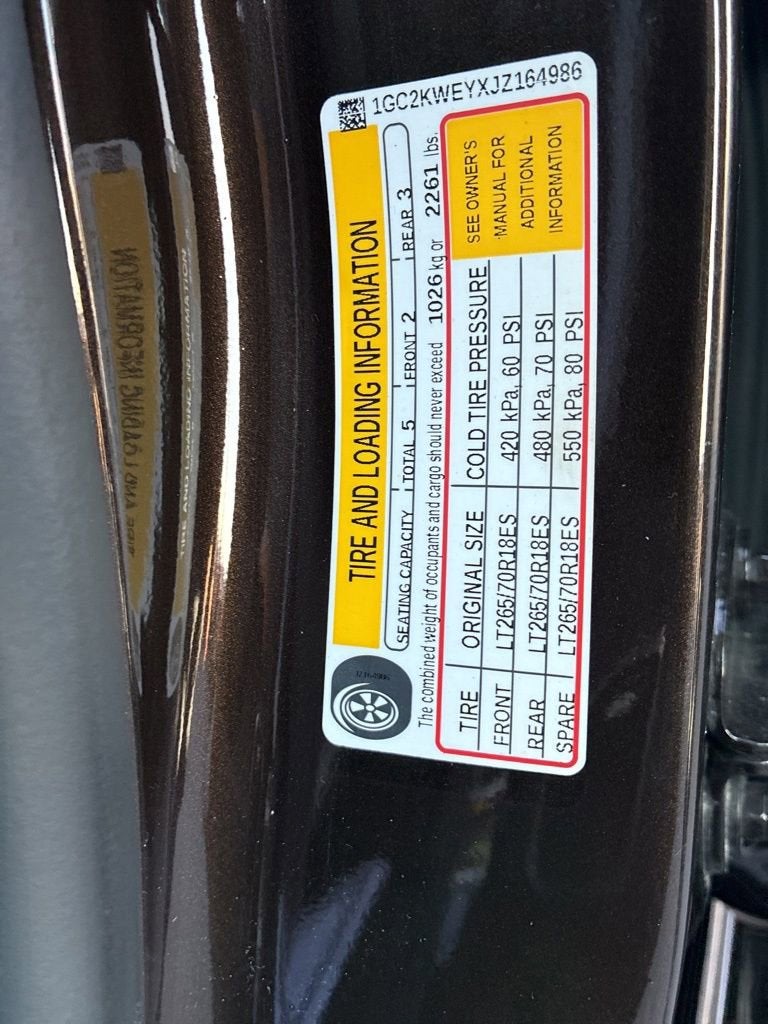 1GC2KWEYXJZ164986
TIRE AND LOADING INFORMATION
SEATING CAPACITY TOTAL 5 FRONT 2 REAR 3
The combined weight of occupants and cargo should never exceed 1026 kg or 2261 lbs.
TIRE ORIGINAL SIZE COLD TIRE PRESSURE
FRONT LT265/70R18ES 420 kPa, 60 PSI
REAR LT265/70R18ES 480 kPa, 70 PSI
SPARE LT265/70R18ES 550 kPa, 80 PSI
SEE OWNER'S
MANUAL FOR
ADDITIONAL
INFORMATION